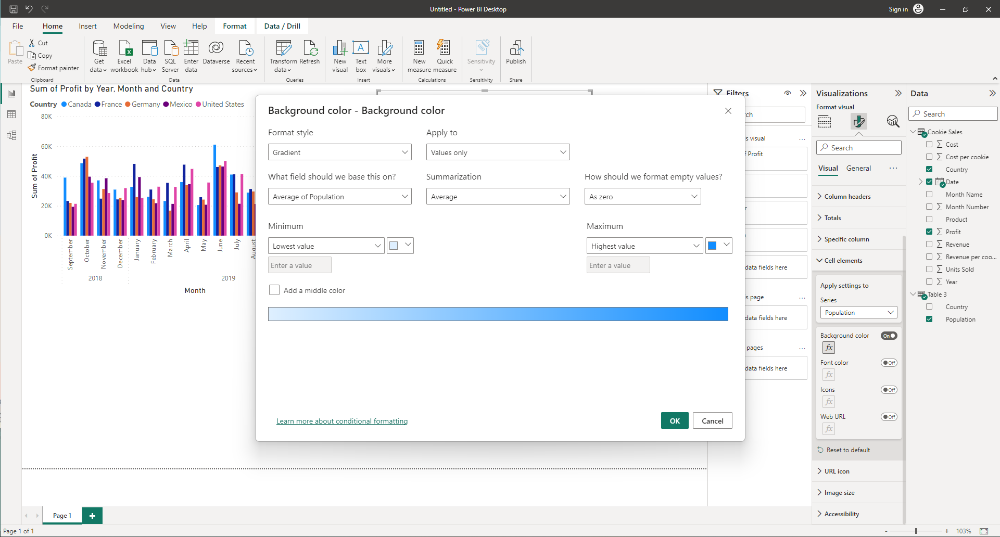 Untitled - Power BI Desktop
Sign in
File
Home
Insert
Modeling
View
Help
Format
Data / Drill
Paste
Cut
Copy
Format painter
Clipboard
Get data
Excel workbook
Data hub
SQL Server
Enter data
Dataverse
Recent sources
Data
Transform data
Refresh
Queries
New visual
Text box
More visuals
Insert
New measure
Quick measure
Calculations
Sensitivity
Sensitivity
Publish
Share
Sum of Profit by Year, Month and Country
Country Canada France Germany Mexico United States
80K
60K
40K
20K
0K
Sum of Profit
September
October
November
December
January
February
March
April
May
June
July
August
2018
2019
Month
Background color - Background color
Format style
Apply to
Gradient
Values only
What field should we base this on?
Summarization
How should we format empty values?
Average of Population
Average
As zero
Minimum
Maximum
Lowest value
Highest value
Enter a value
Enter a value
Add a middle color
Learn more about conditional formatting
OK
Cancel
Filters
ch
is visual
...
f Profit
r
data fields here
is page
...
data fields here
pages
...
data fields here
Visualizations
Format visual
Search
Visual
General
...
Column headers
Totals
Specific column
Cell elements
Apply settings to
Series
Population
Background color
On
fx
Font color
Off
fx
Icons
Off
fx
Web URL
Off
fx
Reset to default
URL icon
Image size
Accessibility
Data
Search
Cookie Sales
Cost
Cost per cookie
Country
Date
Month Name
Month Number
Product
Profit
Revenue
Revenue per coo...
Units Sold
Year
Table 3
Country
Population
Page 1
+
Page 1 of 1
- + 103%